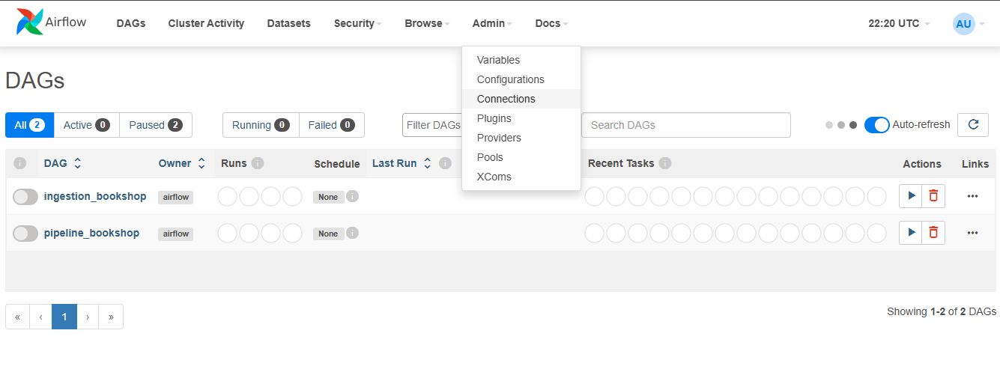 Airflow DAGs Cluster Activity Datasets Security Browse Admin Docs 22:20 UTC AU
Variables
Configurations
Connections
Plugins
Providers
Pools
XComs
DAGs
All 2 Active 0 Paused 2 Running 0 Failed 0 Filter DAGs Search DAGs Auto-refresh
i DAG Owner Runs i Schedule Last Run i Recent Tasks i Actions Links
ingestion_bookshop airflow None i
pipeline_bookshop airflow None i
« ‹ 1 › » Showing 1-2 of 2 DAGs